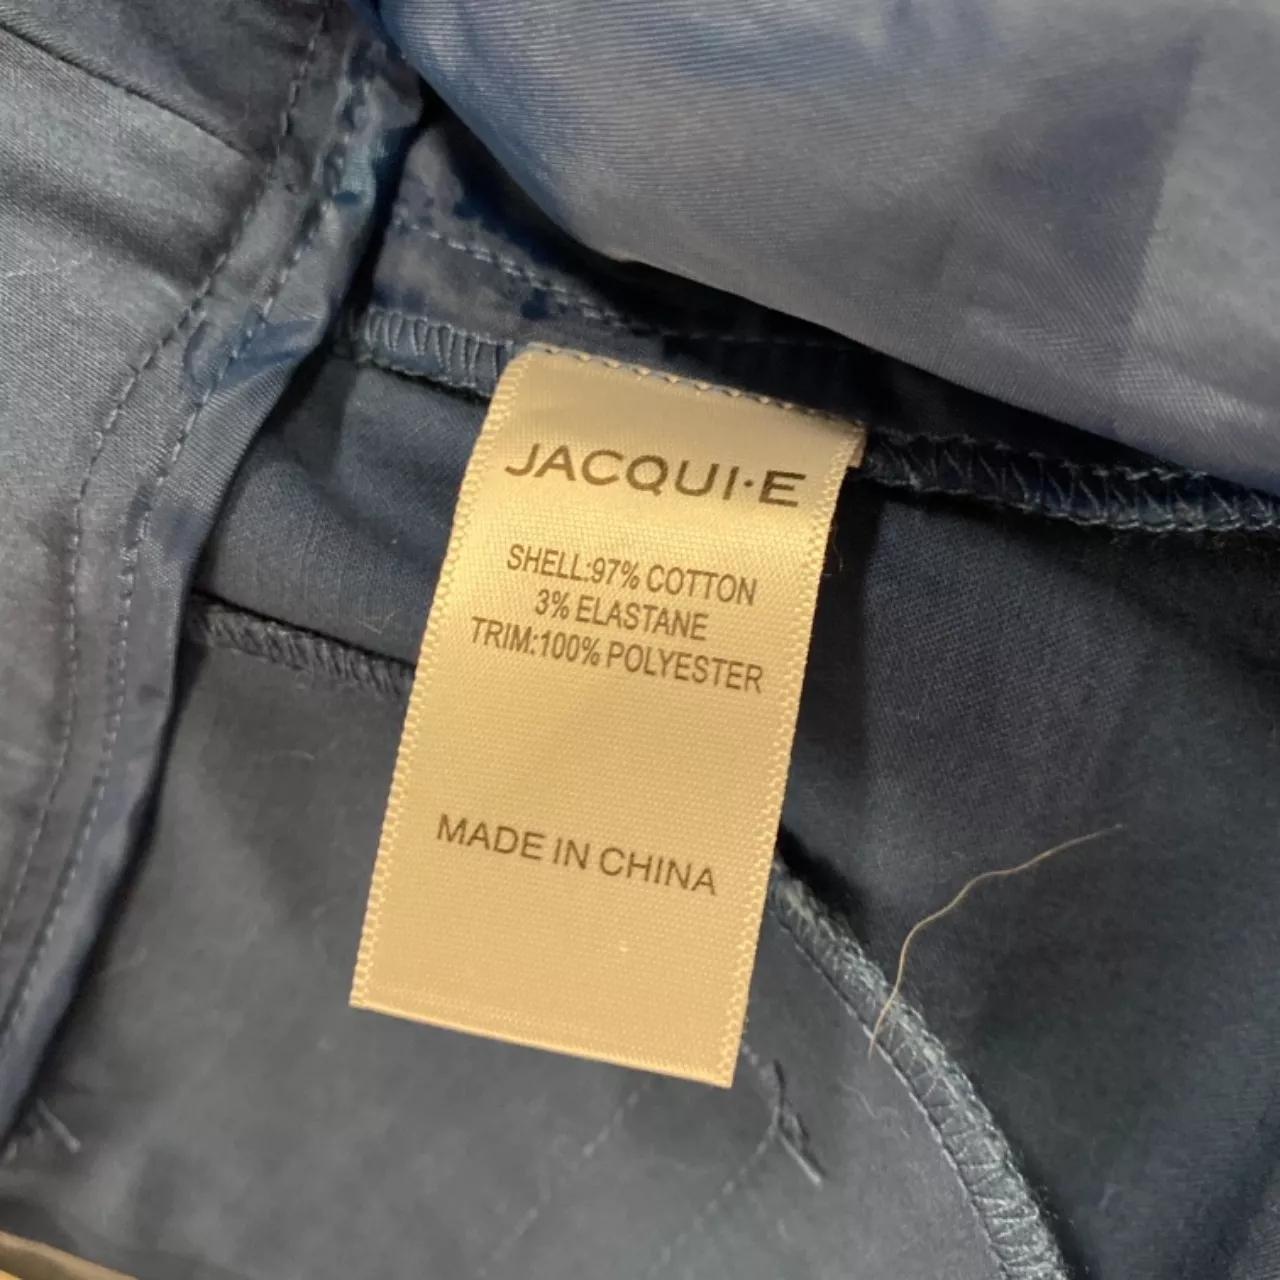 JACQUI·E
SHELL:97% COTTON
3% ELASTANE
TRIM:100% POLYESTER
MADE IN CHINA